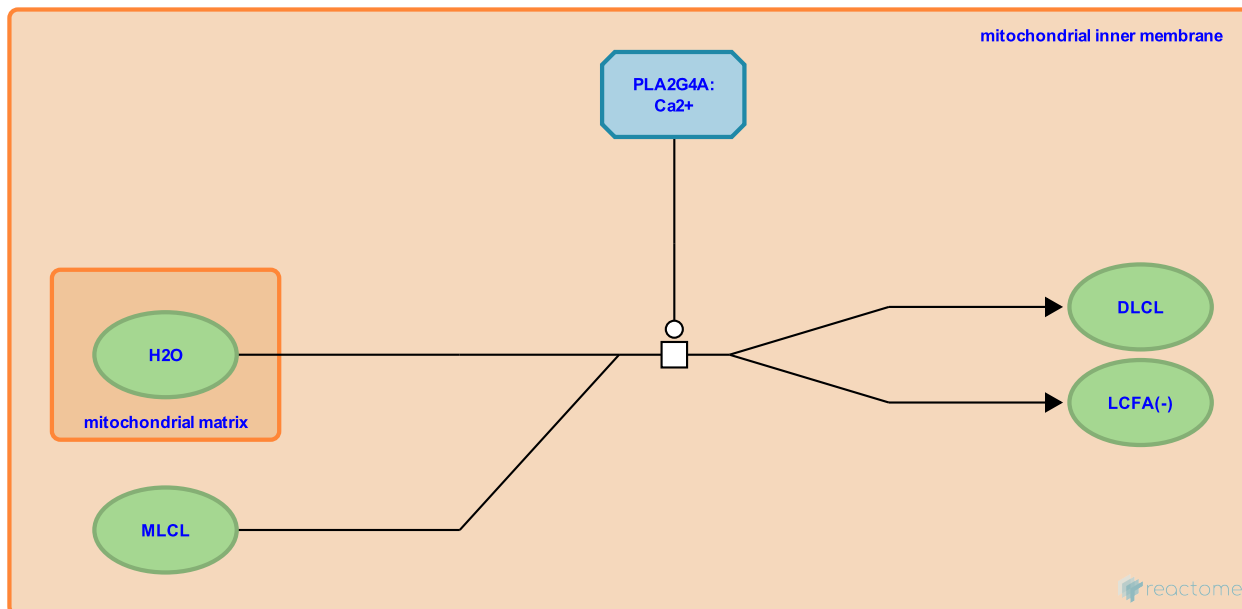 mitochondrial inner membrane
PLA2G4A:
Ca2+
H2O
mitochondrial matrix
MLCL
DLCL
LCFA(-)
reactome